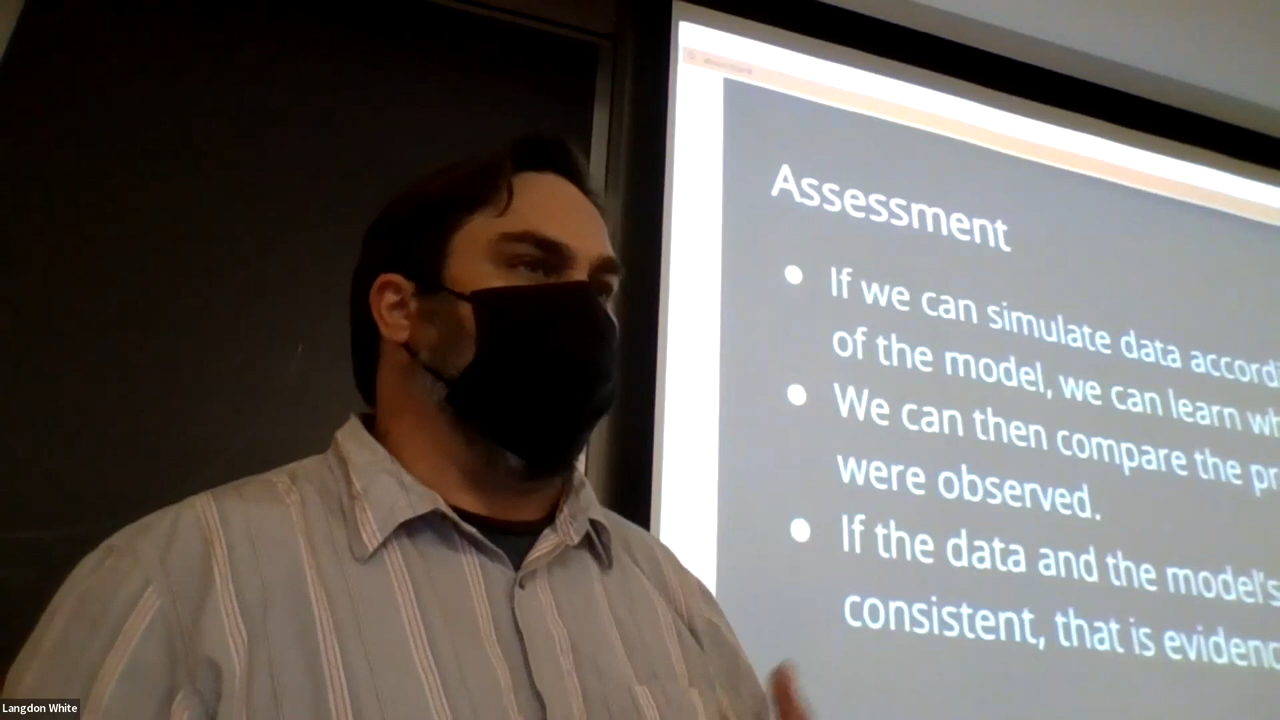 Assessment
• If we can simulate data accordi
of the model, we can learn wh
• We can then compare the pr
were observed.
• If the data and the model's
consistent, that is evidenc
Langdon White